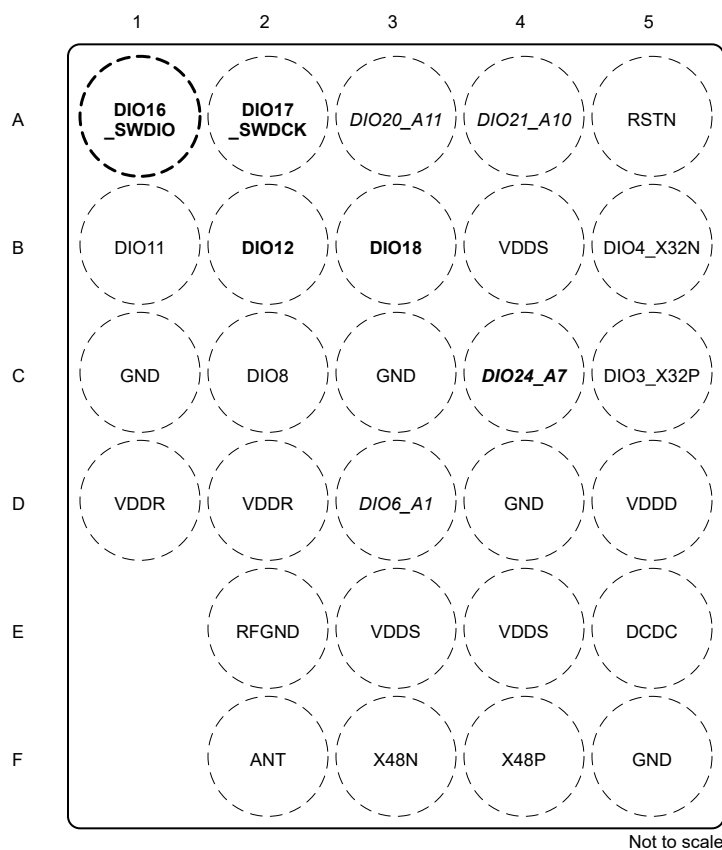 1 2 3 4 5
A DIO16 _SWDIO DIO17 _SWDCK DIO20_A11 DIO21_A10 RSTN
B DIO11 DIO12 DIO18 VDDS DIO4_X32N
C GND DIO8 GND DIO24_A7 DIO3_X32P
D VDDR VDDR DIO6_A1 GND VDDD
E RFGND VDDS VDDS DCDC
F ANT X48N X48P GND
Not to scale